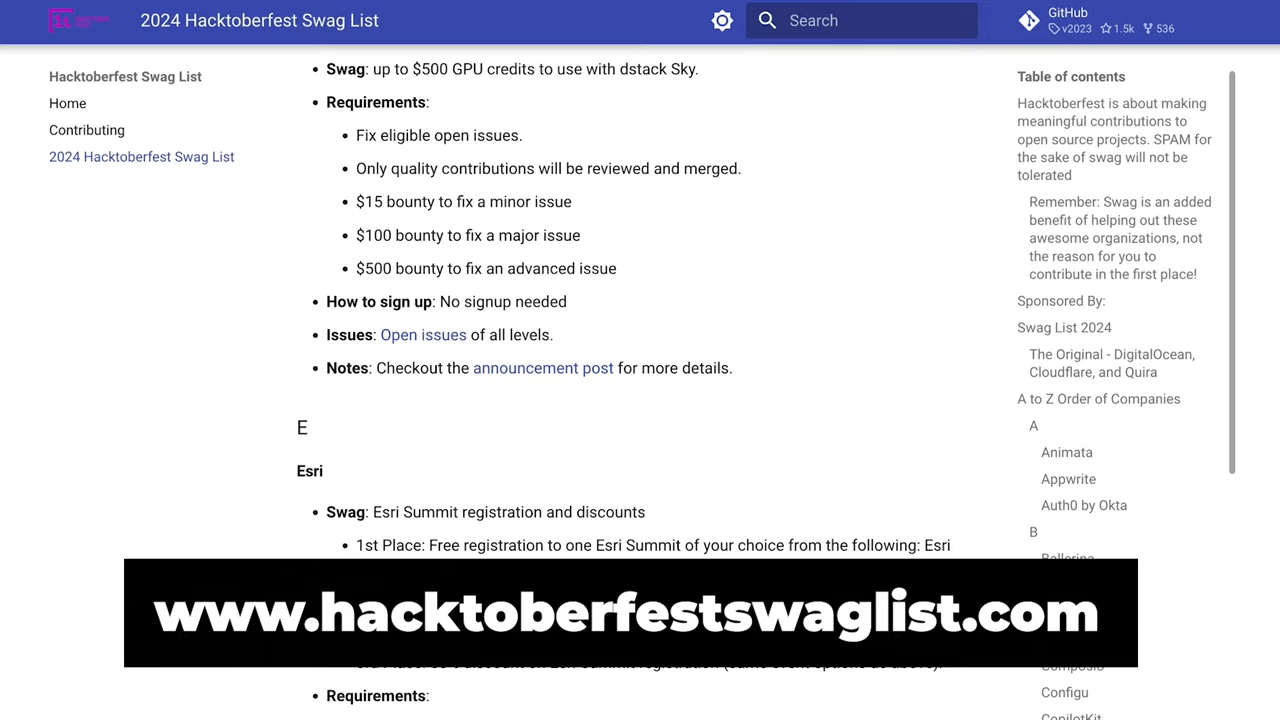 2024 Hacktoberfest Swag List
Search
GitHub
v2023 1.5k 536
Hacktoberfest Swag List
Home
Contributing
2024 Hacktoberfest Swag List
Swag: up to $500 GPU credits to use with dstack Sky.
Requirements:
Fix eligible open issues.
Only quality contributions will be reviewed and merged.
$15 bounty to fix a minor issue
$100 bounty to fix a major issue
$500 bounty to fix an advanced issue
How to sign up: No signup needed
Issues: Open issues of all levels.
Notes: Checkout the announcement post for more details.
E
Esri
Swag: Esri Summit registration and discounts
1st Place: Free registration to one Esri Summit of your choice from the following: Esri
www.hacktoberfestswaglist.com
Requirements:
Table of contents
Hacktoberfest is about making
meaningful contributions to
open source projects. SPAM for
the sake of swag will not be
tolerated
Remember: Swag is an added
benefit of helping out these
awesome organizations, not
the reason for you to
contribute in the first place!
Sponsored By:
Swag List 2024
The Original - DigitalOcean,
Cloudflare, and Quira
A to Z Order of Companies
A
Animata
Appwrite
Auth0 by Okta
B
Ballerina
Composio
Configu
CopilotKit